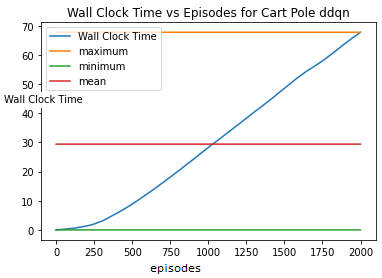 Wall Clock Time vs Episodes for Cart Pole ddqn
70
60
50
40
30
20
10
0
Wall Clock Time
Wall Clock Time
maximum
minimum
mean
0 250 500 750 1000 1250 1500 1750 2000
episodes